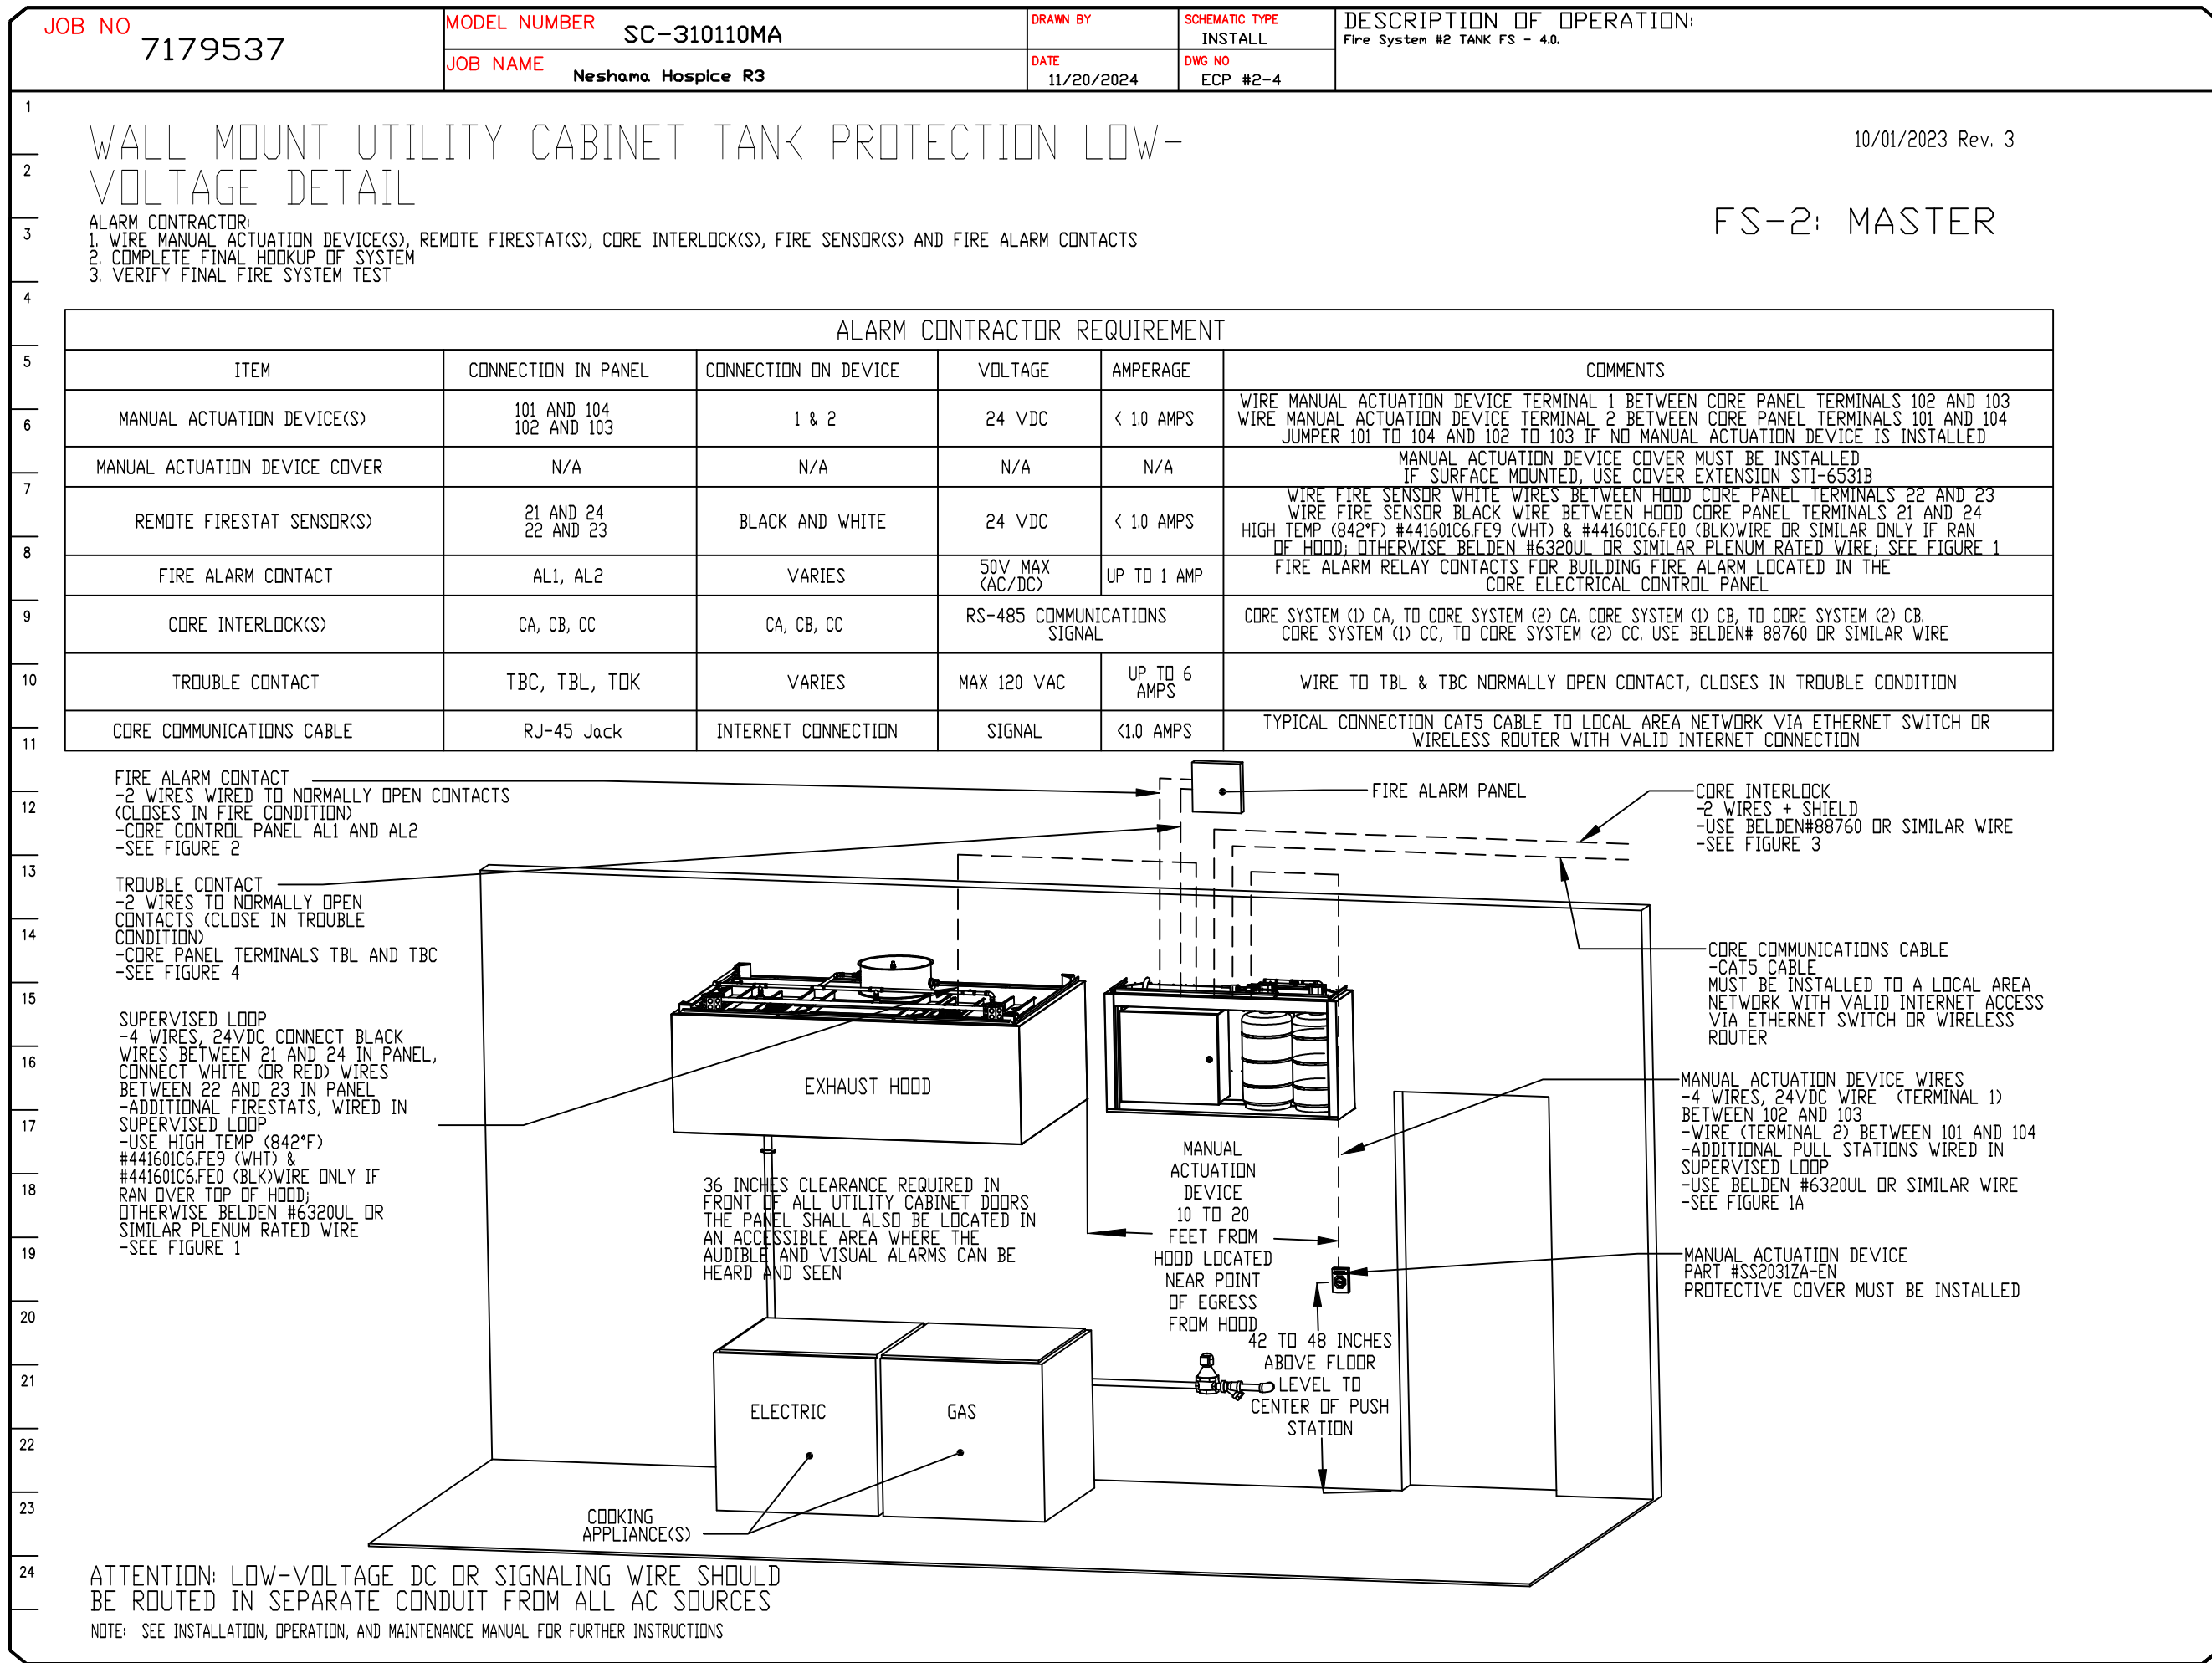 JOB NO
7179537
MODEL NUMBER
SC-310110MA
JOB NAME
Neshama Hospice R3
DRAWN BY
DATE
11/20/2024
SCHEMATIC TYPE
INSTALL
DWG NO
ECP #2-4
DESCRIPTION OF OPERATION:
Fire System #2 TANK FS - 4.0.
1
2
3
4
5
6
7
8
9
10
11
12
13
14
15
16
17
18
19
20
21
22
23
24
WALL MOUNT UTILITY CABINET TANK PROTECTION LOW-
VOLTAGE DETAIL
10/01/2023 Rev. 3
FS-2: MASTER
ALARM CONTRACTOR:
1. WIRE MANUAL ACTUATION DEVICE(S), REMOTE FIRESTAT(S), CORE INTERLOCK(S), FIRE SENSOR(S) AND FIRE ALARM CONTACTS
2. COMPLETE FINAL HOOKUP OF SYSTEM
3. VERIFY FINAL FIRE SYSTEM TEST
ALARM CONTRACTOR REQUIREMENT
ITEM
CONNECTION IN PANEL
CONNECTION ON DEVICE
VOLTAGE
AMPERAGE
COMMENTS
MANUAL ACTUATION DEVICE(S)
101 AND 104
102 AND 103
1 & 2
24 VDC
< 1.0 AMPS
WIRE MANUAL ACTUATION DEVICE TERMINAL 1 BETWEEN CORE PANEL TERMINALS 102 AND 103
WIRE MANUAL ACTUATION DEVICE TERMINAL 2 BETWEEN CORE PANEL TERMINALS 101 AND 104
JUMPER 101 TO 104 AND 102 TO 103 IF NO MANUAL ACTUATION DEVICE IS INSTALLED
MANUAL ACTUATION DEVICE COVER
N/A
N/A
N/A
N/A
MANUAL ACTUATION DEVICE COVER MUST BE INSTALLED
IF SURFACE MOUNTED, USE COVER EXTENSION STI-6531B
REMOTE FIRESTAT SENSOR(S)
21 AND 24
22 AND 23
BLACK AND WHITE
24 VDC
< 1.0 AMPS
WIRE FIRE SENSOR WHITE WIRES BETWEEN HOOD CORE PANEL TERMINALS 22 AND 23
WIRE FIRE SENSOR BLACK WIRE BETWEEN HOOD CORE PANEL TERMINALS 21 AND 24
HIGH TEMP (842°F) #441601C6.FE9 (WHT) & #441601C6.FE0 (BLK)WIRE OR SIMILAR ONLY IF RAN
OF HOOD; OTHERWISE BELDEN #6320UL OR SIMILAR PLENUM RATED WIRE; SEE FIGURE 1
FIRE ALARM CONTACT
AL1, AL2
VARIES
50V MAX
(AC/DC)
UP TO 1 AMP
FIRE ALARM RELAY CONTACTS FOR BUILDING FIRE ALARM LOCATED IN THE
CORE ELECTRICAL CONTROL PANEL
CORE INTERLOCK(S)
CA, CB, CC
CA, CB, CC
RS-485 COMMUNICATIONS
SIGNAL
CORE SYSTEM (1) CA, TO CORE SYSTEM (2) CA. CORE SYSTEM (1) CB, TO CORE SYSTEM (2) CB.
CORE SYSTEM (1) CC, TO CORE SYSTEM (2) CC. USE BELDEN# 88760 OR SIMILAR WIRE
TROUBLE CONTACT
TBC, TBL, TOK
VARIES
MAX 120 VAC
UP TO 6
AMPS
WIRE TO TBL & TBC NORMALLY OPEN CONTACT, CLOSES IN TROUBLE CONDITION
CORE COMMUNICATIONS CABLE
RJ-45 Jack
INTERNET CONNECTION
SIGNAL
<1.0 AMPS
TYPICAL CONNECTION CAT5 CABLE TO LOCAL AREA NETWORK VIA ETHERNET SWITCH OR
WIRELESS ROUTER WITH VALID INTERNET CONNECTION
FIRE ALARM CONTACT
-2 WIRES WIRED TO NORMALLY OPEN CONTACTS
(CLOSES IN FIRE CONDITION)
-CORE CONTROL PANEL AL1 AND AL2
-SEE FIGURE 2
TROUBLE CONTACT
-2 WIRES TO NORMALLY OPEN
CONTACTS (CLOSE IN TROUBLE
CONDITION)
-CORE PANEL TERMINALS TBL AND TBC
-SEE FIGURE 4
SUPERVISED LOOP
-4 WIRES, 24VDC CONNECT BLACK
WIRES BETWEEN 21 AND 24 IN PANEL,
CONNECT WHITE (OR RED) WIRES
BETWEEN 22 AND 23 IN PANEL
-ADDITIONAL FIRESTATS, WIRED IN
SUPERVISED LOOP
-USE HIGH TEMP (842°F)
#441601C6.FE9 (WHT) &
#441601C6.FE0 (BLK)WIRE ONLY IF
RAN OVER TOP OF HOOD;
OTHERWISE BELDEN #6320UL OR
SIMILAR PLENUM RATED WIRE
-SEE FIGURE 1
FIRE ALARM PANEL
CORE INTERLOCK
-2 WIRES + SHIELD
-USE BELDEN#88760 OR SIMILAR WIRE
-SEE FIGURE 3
CORE COMMUNICATIONS CABLE
-CAT5 CABLE
MUST BE INSTALLED TO A LOCAL AREA
NETWORK WITH VALID INTERNET ACCESS
VIA ETHERNET SWITCH OR WIRELESS
ROUTER
MANUAL ACTUATION DEVICE WIRES
-4 WIRES, 24VDC WIRE (TERMINAL 1)
BETWEEN 102 AND 103
-WIRE (TERMINAL 2) BETWEEN 101 AND 104
-ADDITIONAL PULL STATIONS WIRED IN
SUPERVISED LOOP
-USE BELDEN #6320UL OR SIMILAR WIRE
-SEE FIGURE 1A
MANUAL ACTUATION DEVICE
PART #SS2031ZA-EN
PROTECTIVE COVER MUST BE INSTALLED
EXHAUST HOOD
36 INCHES CLEARANCE REQUIRED IN
FRONT OF ALL UTILITY CABINET DOORS
THE PANEL SHALL ALSO BE LOCATED IN
AN ACCESSIBLE AREA WHERE THE
AUDIBLE AND VISUAL ALARMS CAN BE
HEARD AND SEEN
MANUAL
ACTUATION
DEVICE
10 TO 20
FEET FROM
HOOD LOCATED
NEAR POINT
OF EGRESS
FROM HOOD
42 TO 48 INCHES
ABOVE FLOOR
LEVEL TO
CENTER OF PUSH
STATION
ELECTRIC
GAS
COOKING
APPLIANCE(S)
ATTENTION: LOW-VOLTAGE DC OR SIGNALING WIRE SHOULD
BE ROUTED IN SEPARATE CONDUIT FROM ALL AC SOURCES
NOTE: SEE INSTALLATION, OPERATION, AND MAINTENANCE MANUAL FOR FURTHER INSTRUCTIONS